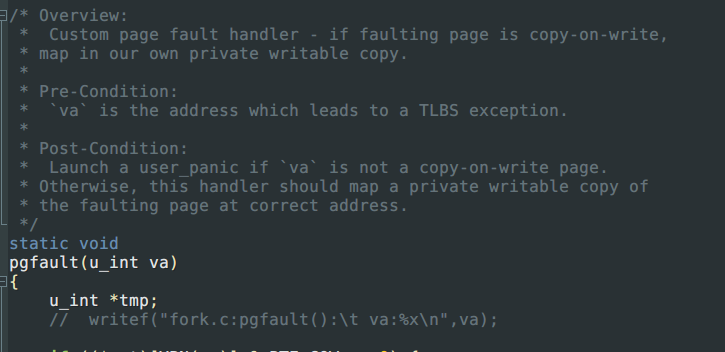 /* Overview:
 *  Custom page fault handler - if faulting page is copy-on-write,
 * map in our own private writable copy.
 *
 * Pre-Condition:
 *  `va` is the address which leads to a TLBS exception.
 *
 * Post-Condition:
 *  Launch a user_panic if `va` is not a copy-on-write page.
 * Otherwise, this handler should map a private writable copy of
 * the faulting page at correct address.
 */
static void
pgfault(u_int va)
{
    u_int *tmp;
    //  writef("fork.c:pgfault():\t va:%x\n",va);